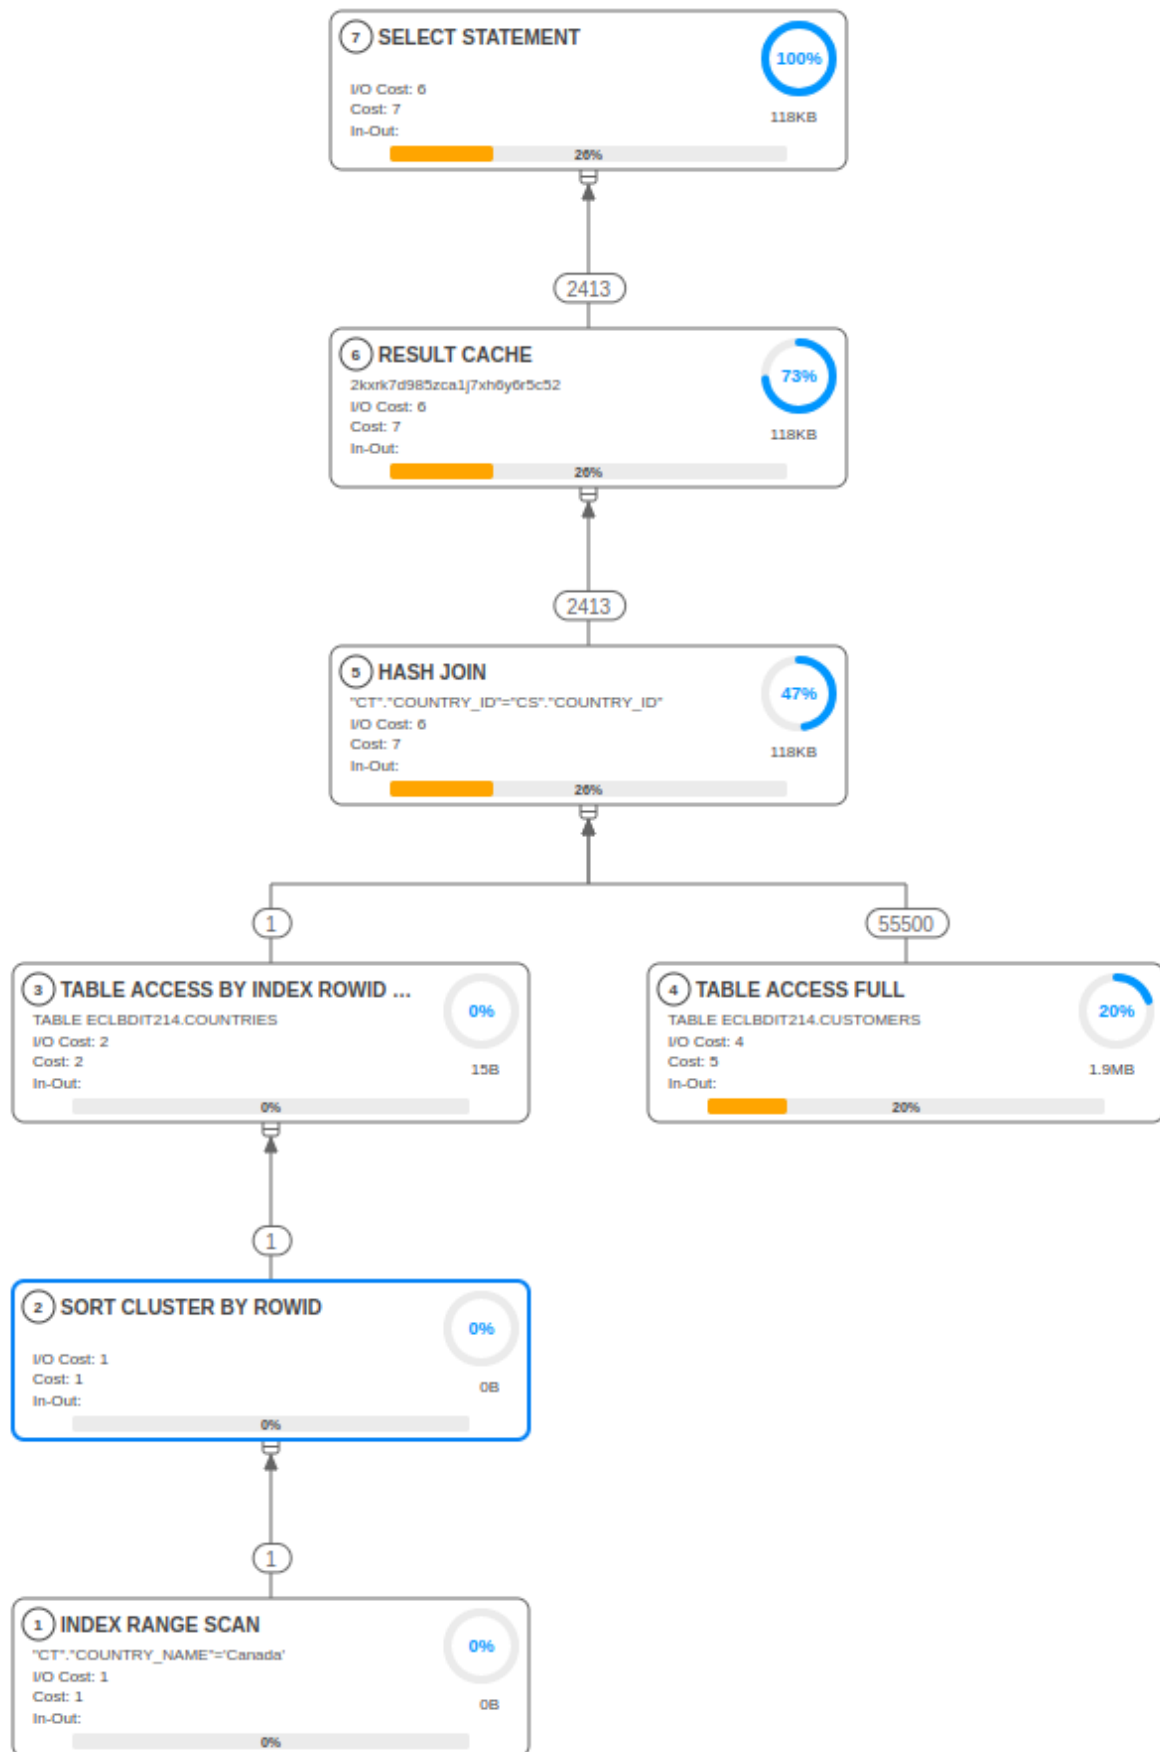 7 SELECT STATEMENT
100%
I/O Cost: 6
Cost: 7
118KB
In-Out:
26%
2413
6 RESULT CACHE
2kxrk7d985zca1j7xh6y6r5c52
73%
I/O Cost: 6
Cost: 7
118KB
In-Out:
26%
2413
5 HASH JOIN
"CT"."COUNTRY_ID"="CS"."COUNTRY_ID"
47%
I/O Cost: 6
Cost: 7
118KB
In-Out:
26%
1
55500
3 TABLE ACCESS BY INDEX ROWID ...
TABLE ECLBDIT214.COUNTRIES
0%
I/O Cost: 2
Cost: 2
15B
In-Out:
0%
4 TABLE ACCESS FULL
TABLE ECLBDIT214.CUSTOMERS
20%
I/O Cost: 4
Cost: 5
1.9MB
In-Out:
20%
1
2 SORT CLUSTER BY ROWID
0%
I/O Cost: 1
Cost: 1
0B
In-Out:
0%
1
1 INDEX RANGE SCAN
"CT"."COUNTRY_NAME"='Canada'
0%
I/O Cost: 1
Cost: 1
0B
In-Out:
0%